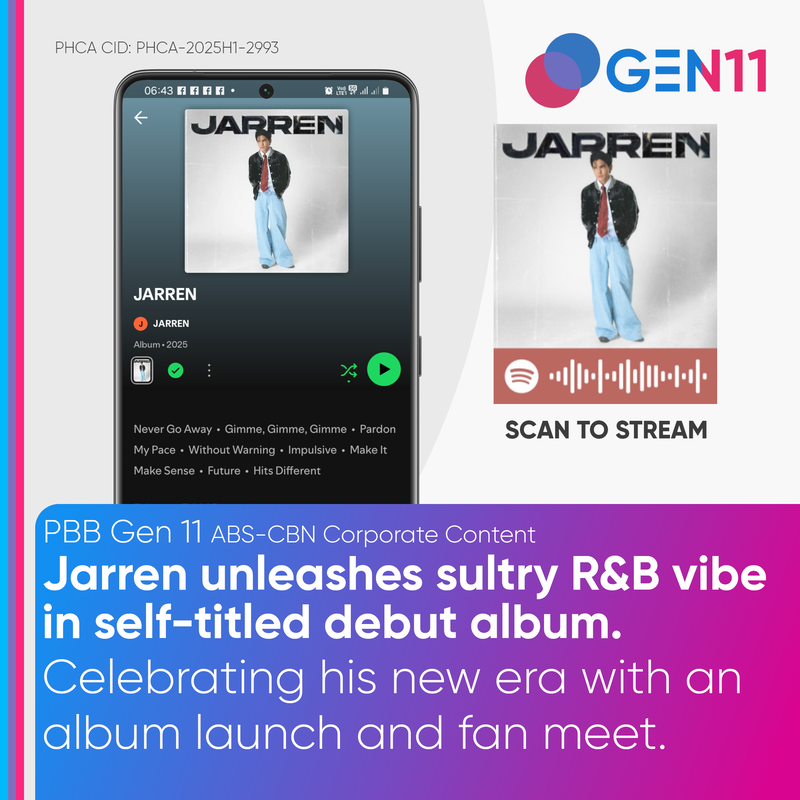 PHCA CID: PHCA-2025H1-2993
GEN11
06:43
JARREN
JARREN
J JARREN
Album • 2025
Never Go Away • Gimme, Gimme, Gimme • Pardon
My Pace • Without Warning • Impulsive • Make It
Make Sense • Future • Hits Different
JARREN
SCAN TO STREAM
PBB Gen 11 ABS-CBN Corporate Content
Jarren unleashes sultry R&B vibe
in self-titled debut album.
Celebrating his new era with an
album launch and fan meet.